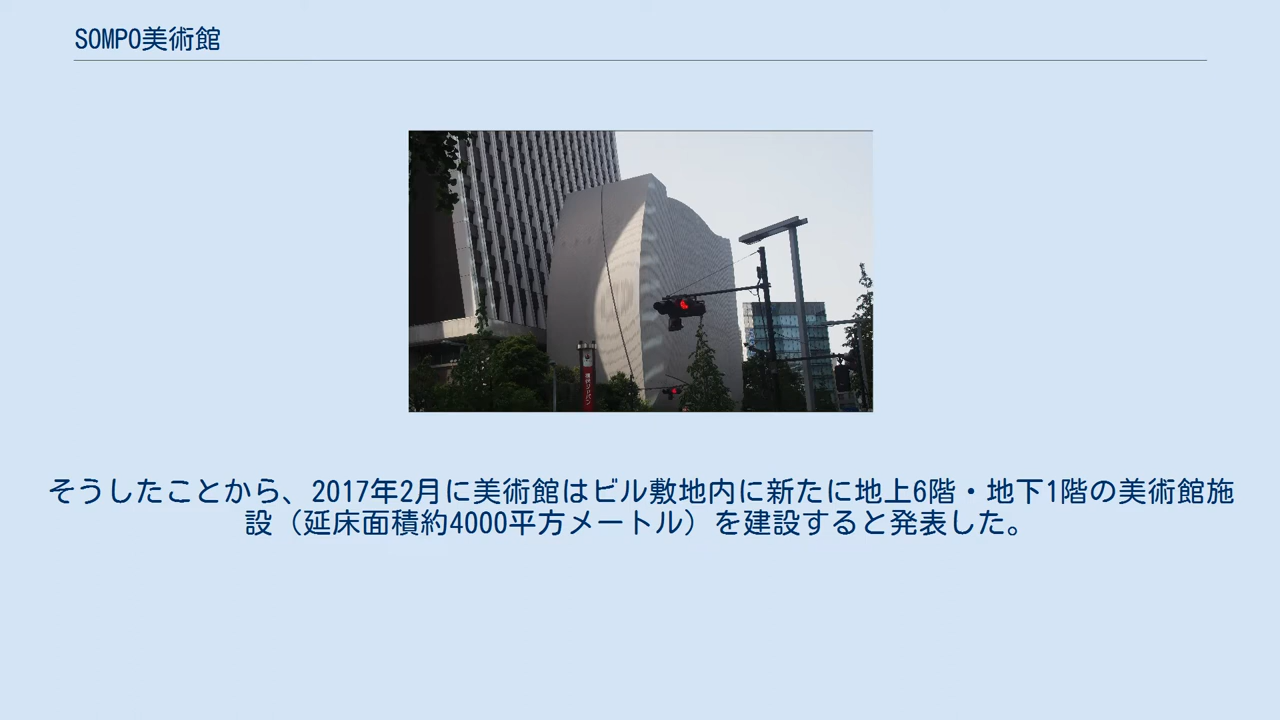 SOMPO美術館
そうしたことから、2017年2月に美術館はビル敷地内に新たに地上6階・地下1階の美術館施
設（延床面積約4000平方メートル）を建設すると発表した。